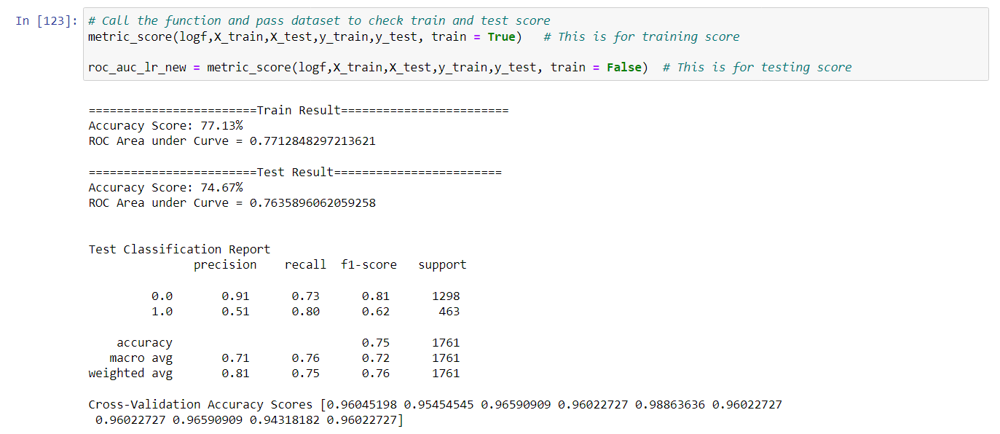 In [123]: # Call the function and pass dataset to check train and test score
metric_score(logf,X_train,X_test,y_train,y_test, train = True)   # This is for training score
roc_auc_lr_new = metric_score(logf,X_train,X_test,y_train,y_test, train = False)  # This is for testing score
========================Train Result========================
Accuracy Score: 77.13%
ROC Area under Curve = 0.7712848297213621
========================Test Result========================
Accuracy Score: 74.67%
ROC Area under Curve = 0.7635896062059258
Test Classification Report
precision    recall  f1-score   support
0.0       0.91      0.73      0.81      1298
1.0       0.51      0.80      0.62       463
accuracy                           0.75      1761
macro avg       0.71      0.76      0.72      1761
weighted avg       0.81      0.75      0.76      1761
Cross-Validation Accuracy Scores [0.96045198 0.95454545 0.96590909 0.96022727 0.98863636 0.96022727
0.96022727 0.96590909 0.94318182 0.96022727]